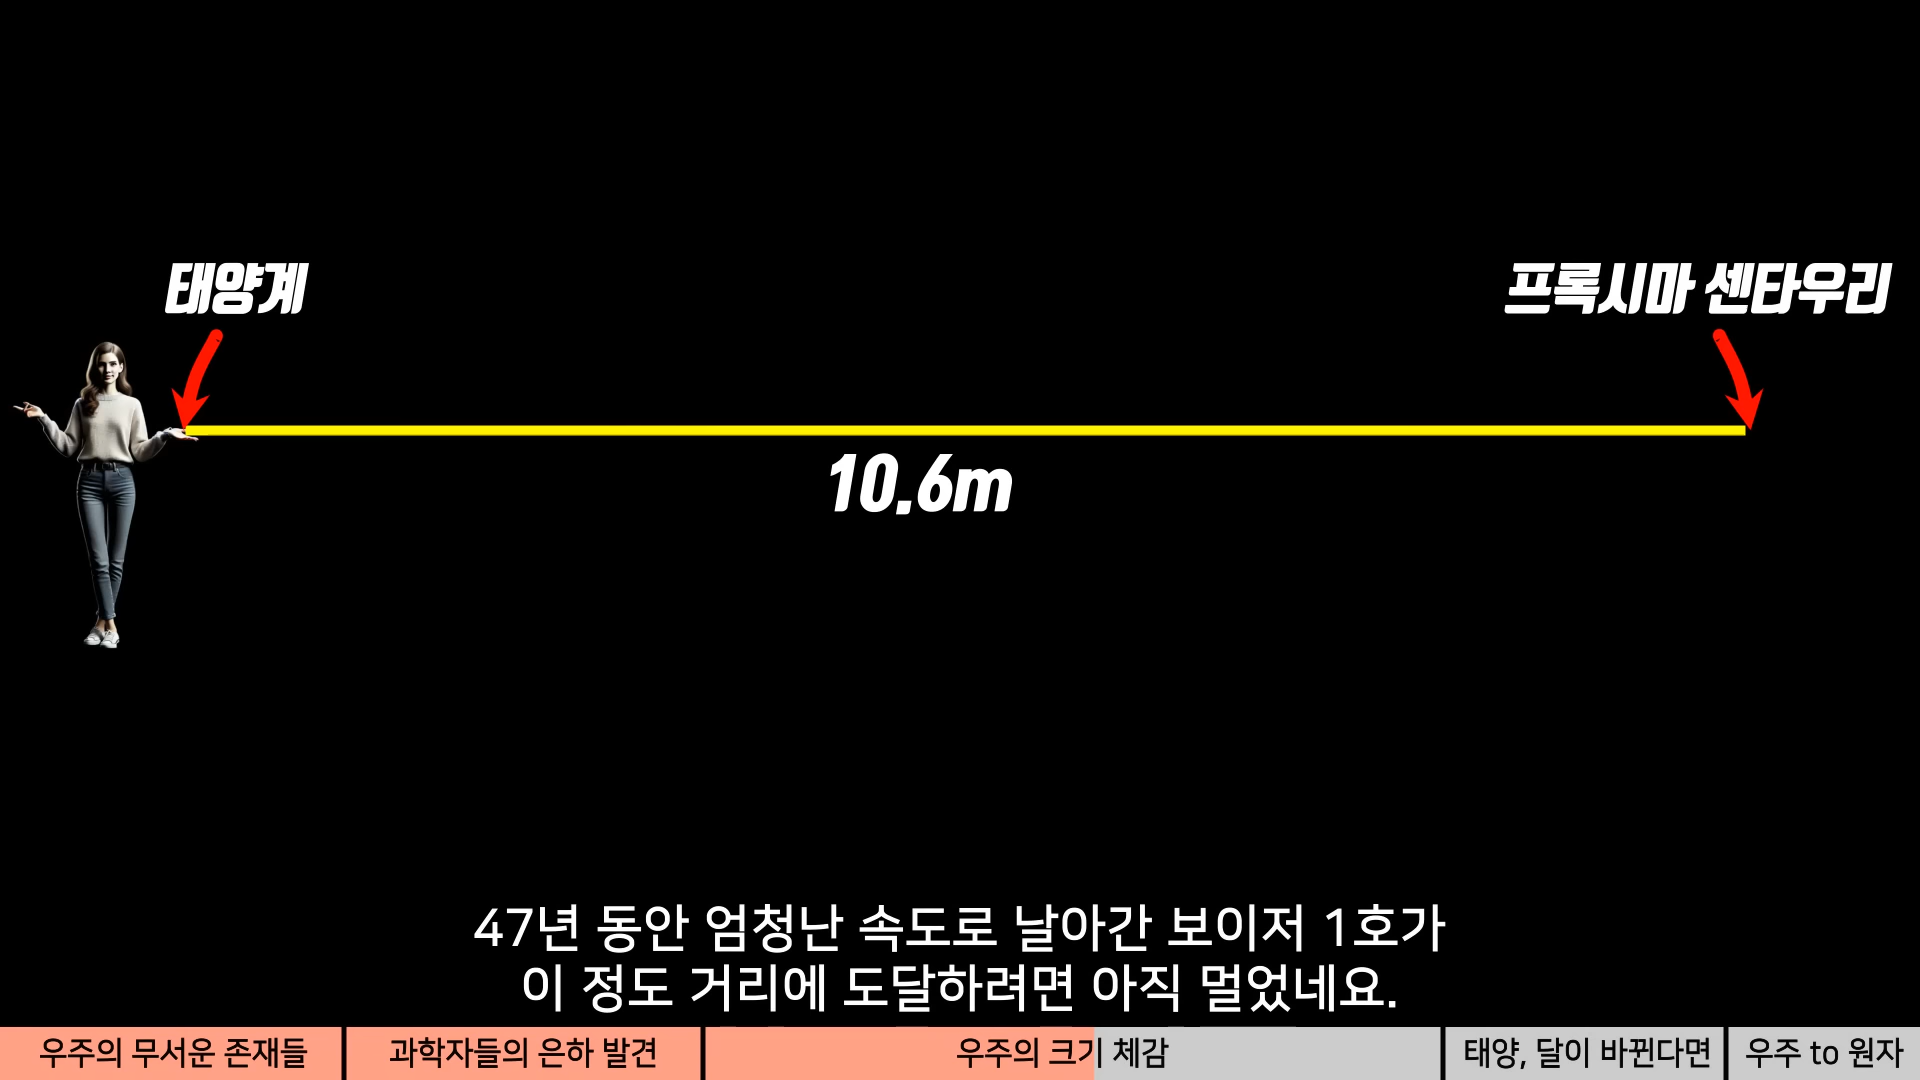 태양계
프록시마 센타우리
10.6m
47년 동안 엄청난 속도로 날아간 보이저 1호가
이 정도 거리에 도달하려면 아직 멀었네요.
우주의 무서운 존재들
과학자들의 은하 발견
우주의 크기 체감
태양, 달이 바뀐다면
우주 to 원자